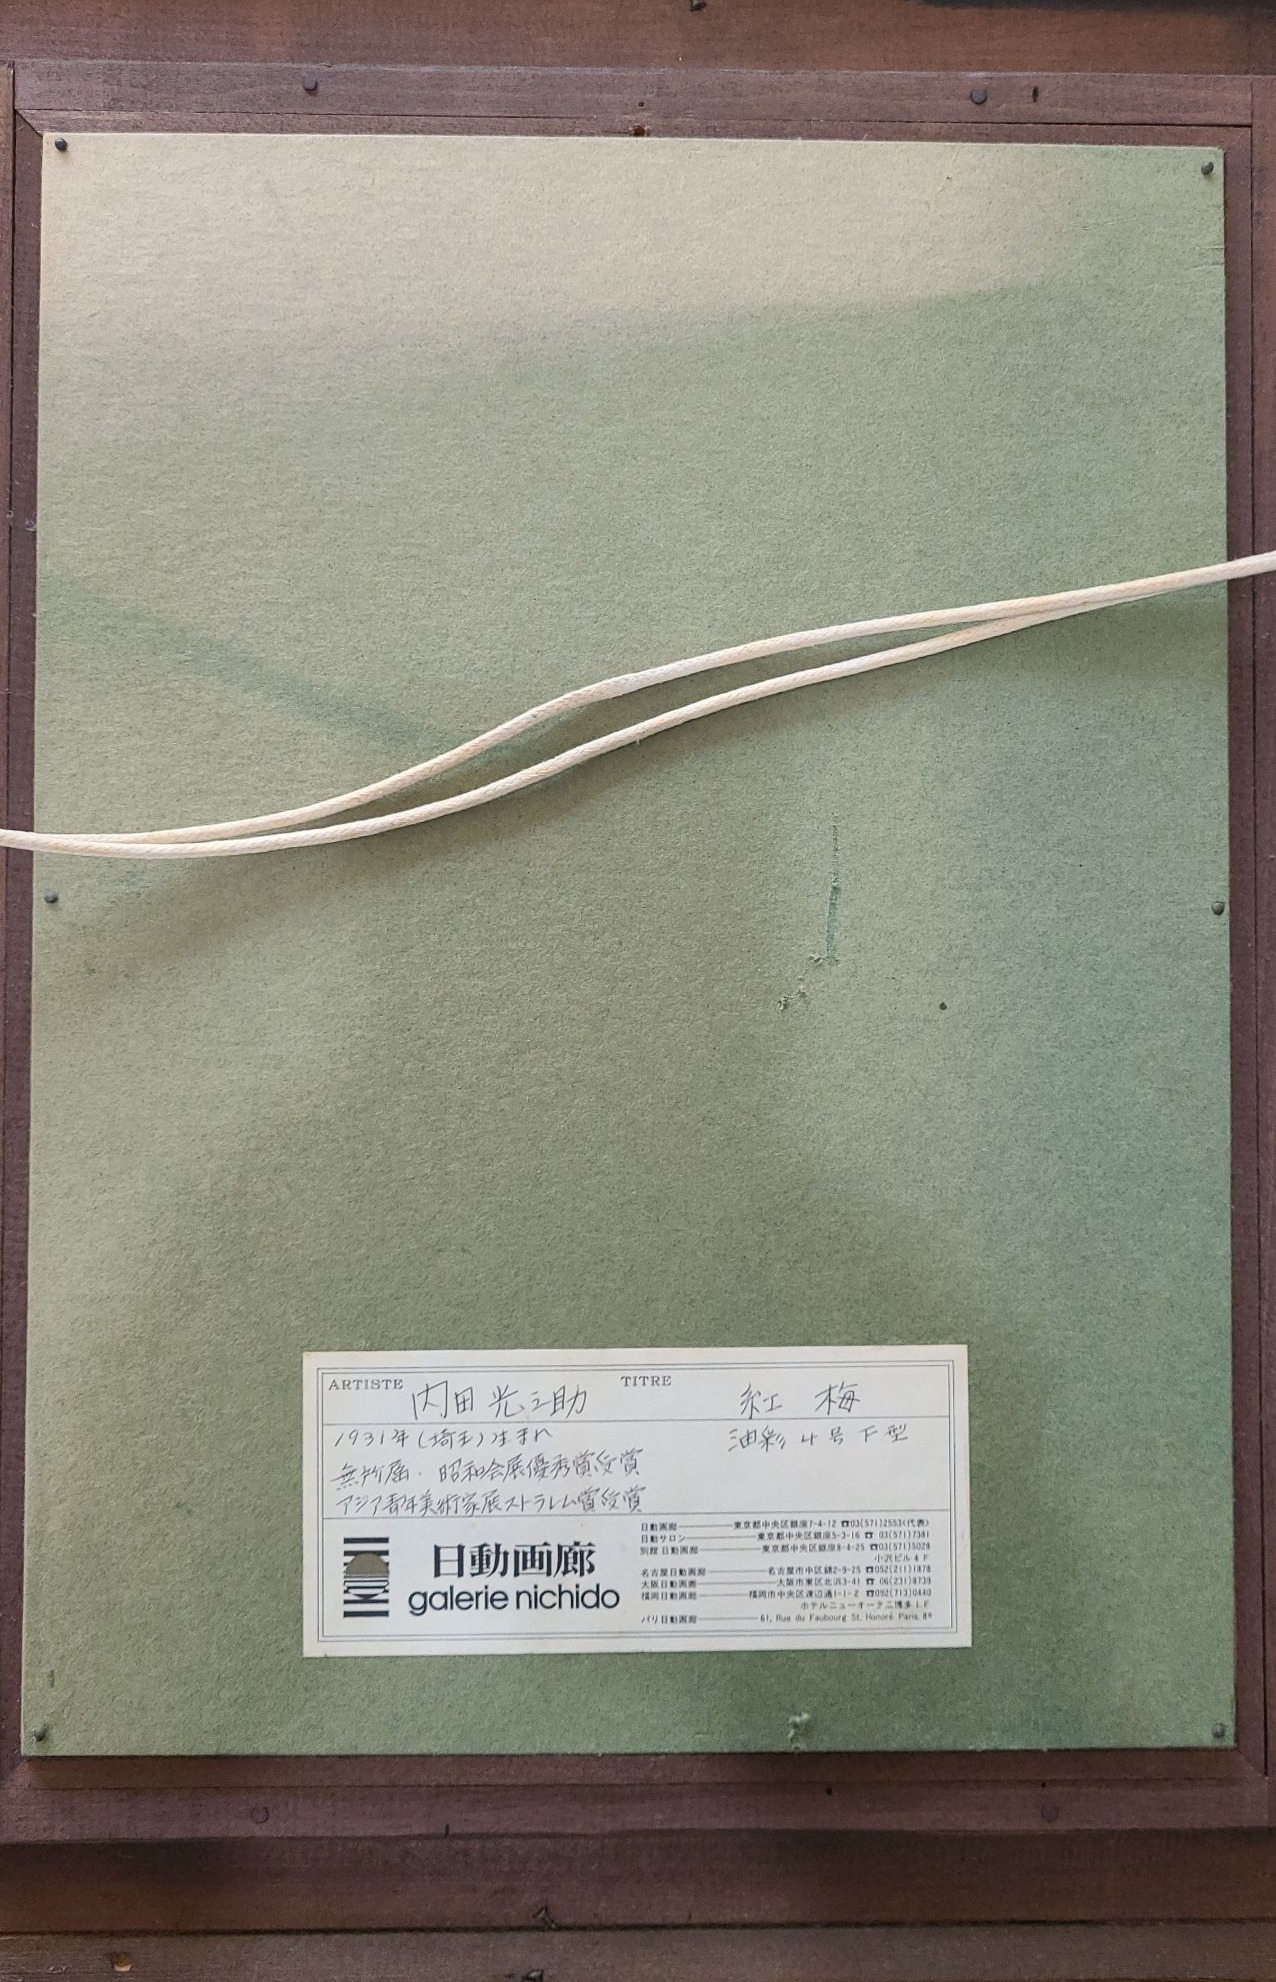 ARTISTE 内田光之助 TITRE 紅梅
1931年(埼玉)生まれ 油彩 4号下型
無所属・昭和会展優秀賞受賞
アジア青年美術家展ストラレム賞受賞
日動画廊
galerie nichido
日動画廊――東京都中央区銀座7-4-12 ☎03(571)2553(代表)
日動サロン――東京都中央区銀座5-3-16 ☎ 03(571)7381
別館 日動画廊――東京都中央区銀座8-4-25 ☎03(571)5028
小沢ビル4F
名古屋日動画廊――名古屋市中区錦2-9-25 ☎052(211)1878
大阪日動画廊――大阪市東区北浜3-41 ☎ 06(231)8739
福岡日動画廊――福岡市中央区渡辺通1-1-2 ☎092(713)0440
ホテルニューオータニ博多1F
パリ日動画廊――61, Rue du Faubourg St. Honoré Paris 8e